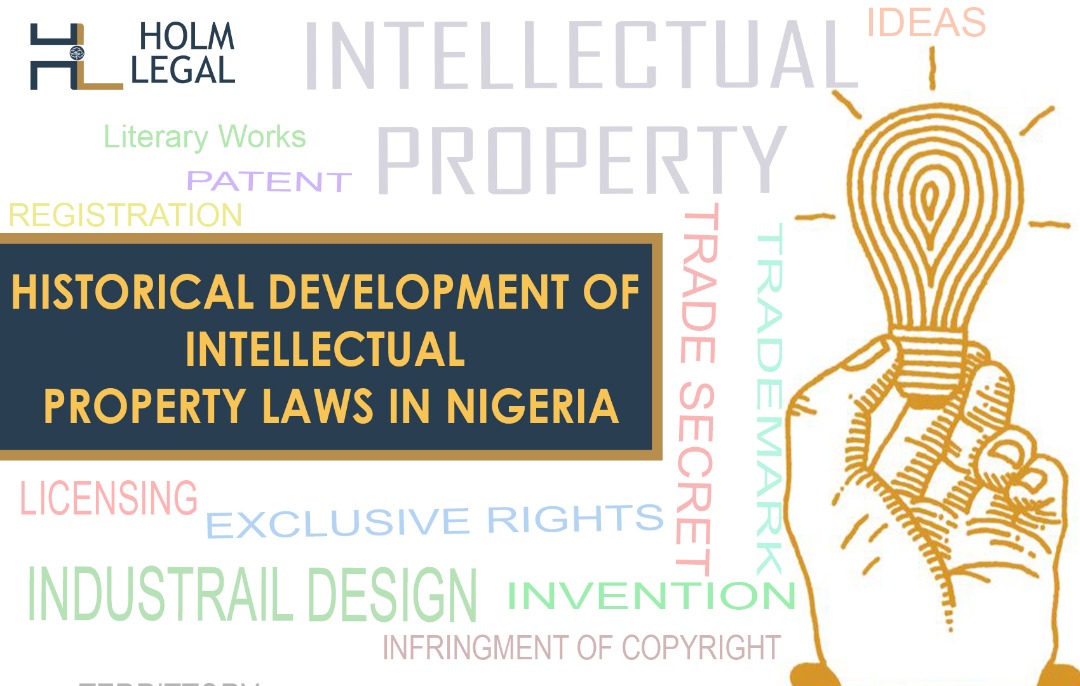 HOLM
LEGAL
INTELLECTUAL
PROPERTY
IDEAS
Literary Works
PATENT
REGISTRATION
HISTORICAL DEVELOPMENT OF
INTELLECTUAL
PROPERTY LAWS IN NIGERIA
TRADE SECRET
TRADEMARK
LICENSING
EXCLUSIVE RIGHTS
INDUSTRAIL DESIGN
INVENTION
INFRINGMENT OF COPYRIGHT